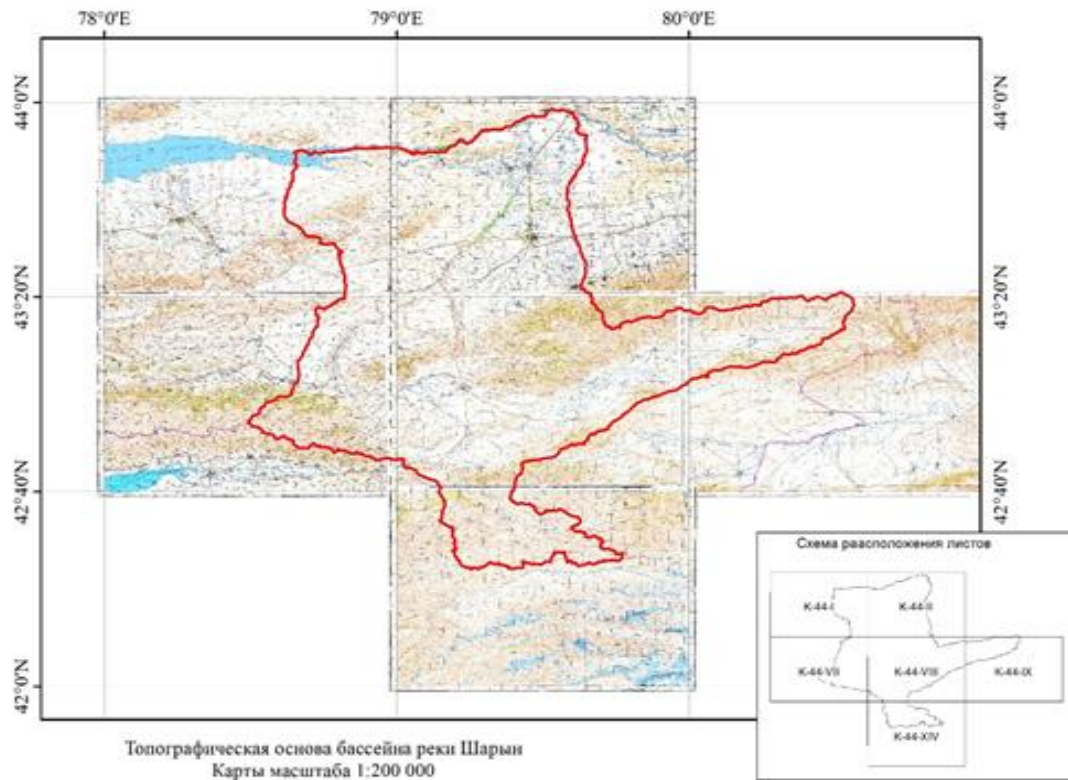 78°0'E 79°0'E 80°0'E
44°0'N 44°0'N
43°20'N 43°20'N
42°40'N 42°40'N
42°0'N 42°0'N
Схема раасположения листов
K-44-I K-44-II
K-44-VII K-44-VIII K-44-IX
K-44-XIV
Топографическая основа бассейна реки Шарын
Карты масштаба 1:200 000